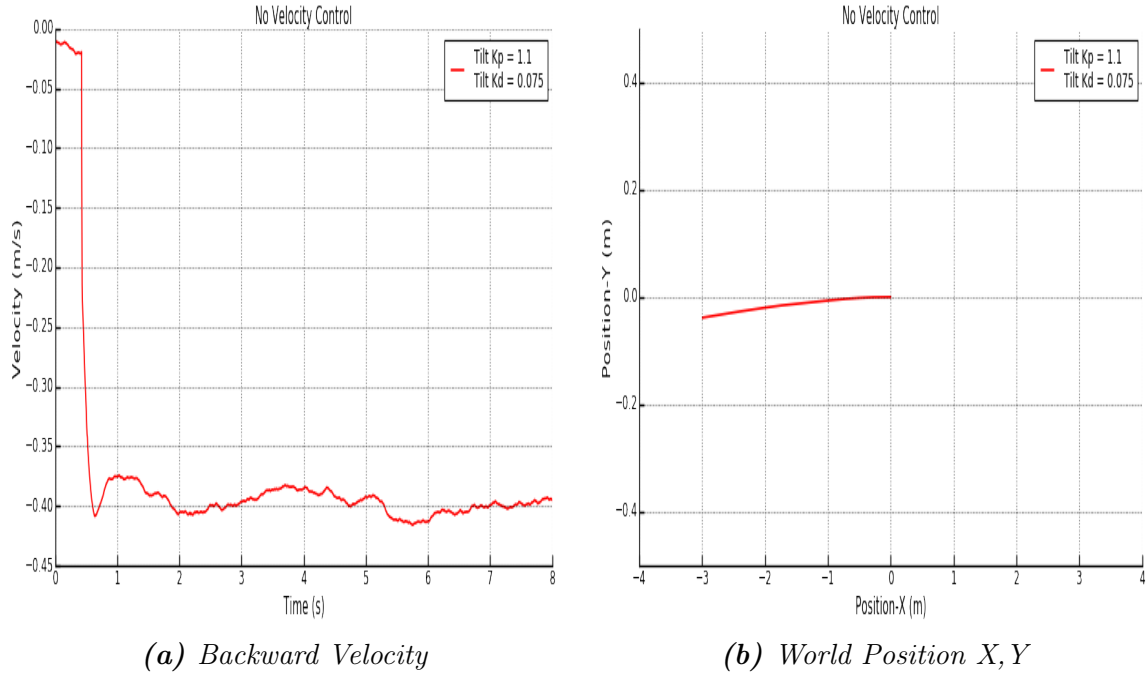 No Velocity Control
0.00
−0.05
−0.10
−0.15
−0.20
−0.25
−0.30
−0.35
−0.40
−0.45
Velocity (m/s)
Tilt Kp = 1.1
Tilt Kd = 0.075
0 1 2 3 4 5 6 7 8
Time (s)
(a) Backward Velocity
No Velocity Control
0.4
0.2
0.0
−0.2
−0.4
Position-Y (m)
Tilt Kp = 1.1
Tilt Kd = 0.075
−4 −3 −2 −1 0 1 2 3 4
Position-X (m)
(b) World Position X,Y